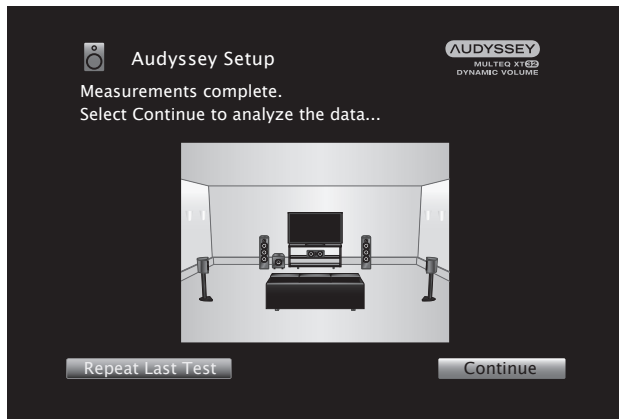 Audyssey Setup
AUDYSSEY
MULTEQ XT32
DYNAMIC VOLUME
Measurements complete.
Select Continue to analyze the data...
Repeat Last Test
Continue